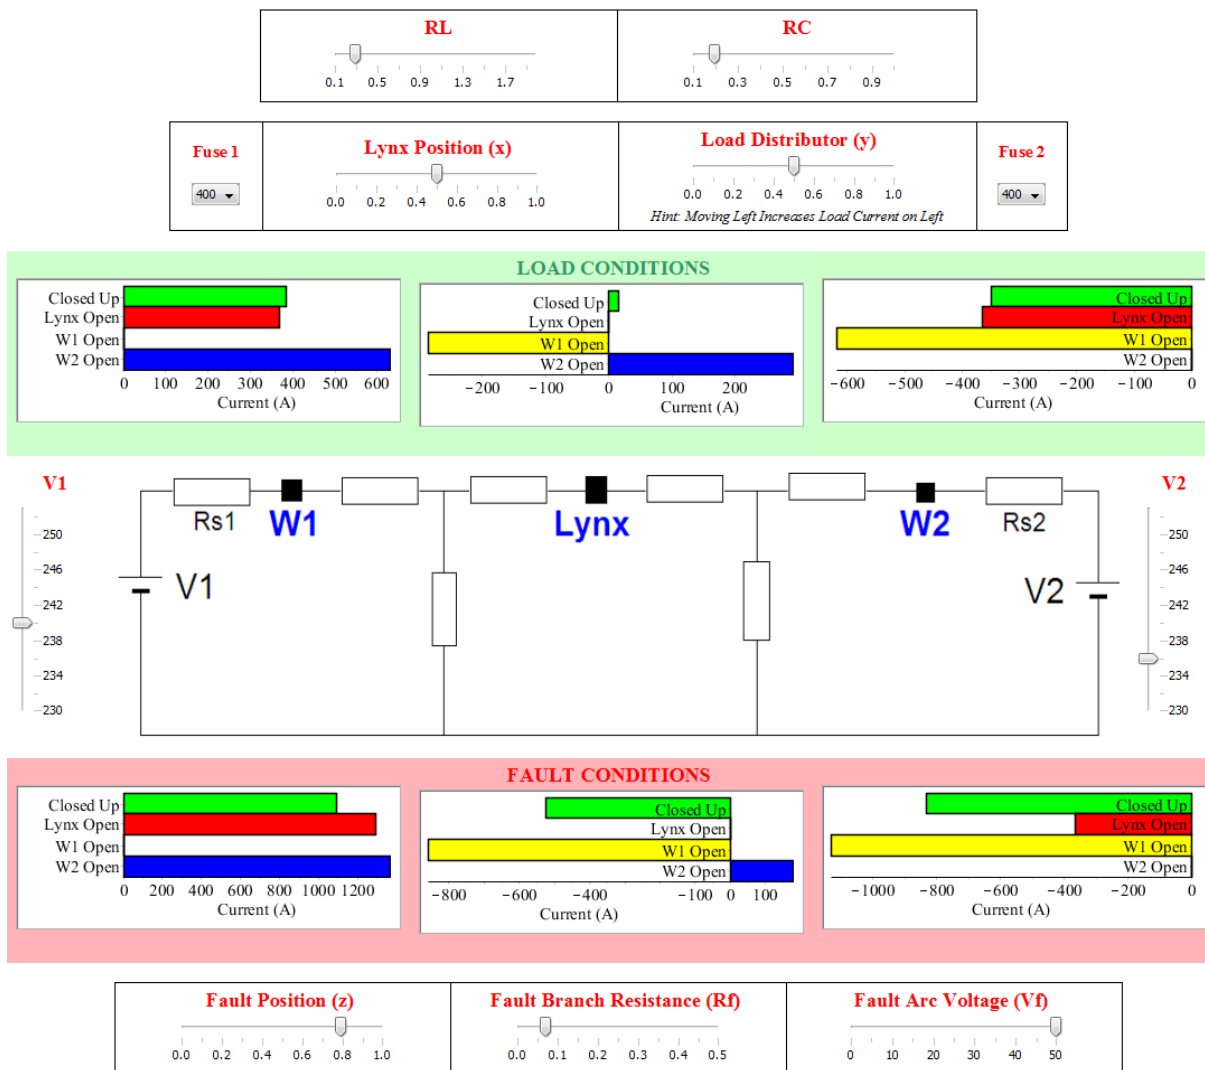 RL RC
0.1 0.5 0.9 1.3 1.7 0.1 0.3 0.5 0.7 0.9
Fuse 1 Lynx Position (x) Load Distributor (y) Fuse 2
400 0.0 0.2 0.4 0.6 0.8 1.0 0.0 0.2 0.4 0.6 0.8 1.0 400
Hint: Moving Left Increases Load Current on Left
LOAD CONDITIONS
Closed Up
Lynx Open
W1 Open
W2 Open
0 100 200 300 400 500 600
Current (A)
Closed Up
Lynx Open
W1 Open
W2 Open
−200 −100 0 100 200
Current (A)
Closed Up
Lynx Open
W1 Open
W2 Open
−600 −500 −400 −300 −200 −100 0
Current (A)
V1
250
246
242
238
234
230
Rs1 W1 Lynx W2 Rs2
V1 V2
V2
250
246
242
238
234
230
FAULT CONDITIONS
Closed Up
Lynx Open
W1 Open
W2 Open
0 200 400 600 800 1000 1200
Current (A)
Closed Up
Lynx Open
W1 Open
W2 Open
−800 −400 −100 0 100
Current (A)
Closed Up
Lynx Open
W1 Open
W2 Open
−1000 −800 −600 −400 −200 0
Current (A)
Fault Position (z) Fault Branch Resistance (Rf) Fault Arc Voltage (Vf)
0.0 0.2 0.4 0.6 0.8 1.0 0.0 0.1 0.2 0.3 0.4 0.5 0 10 20 30 40 50